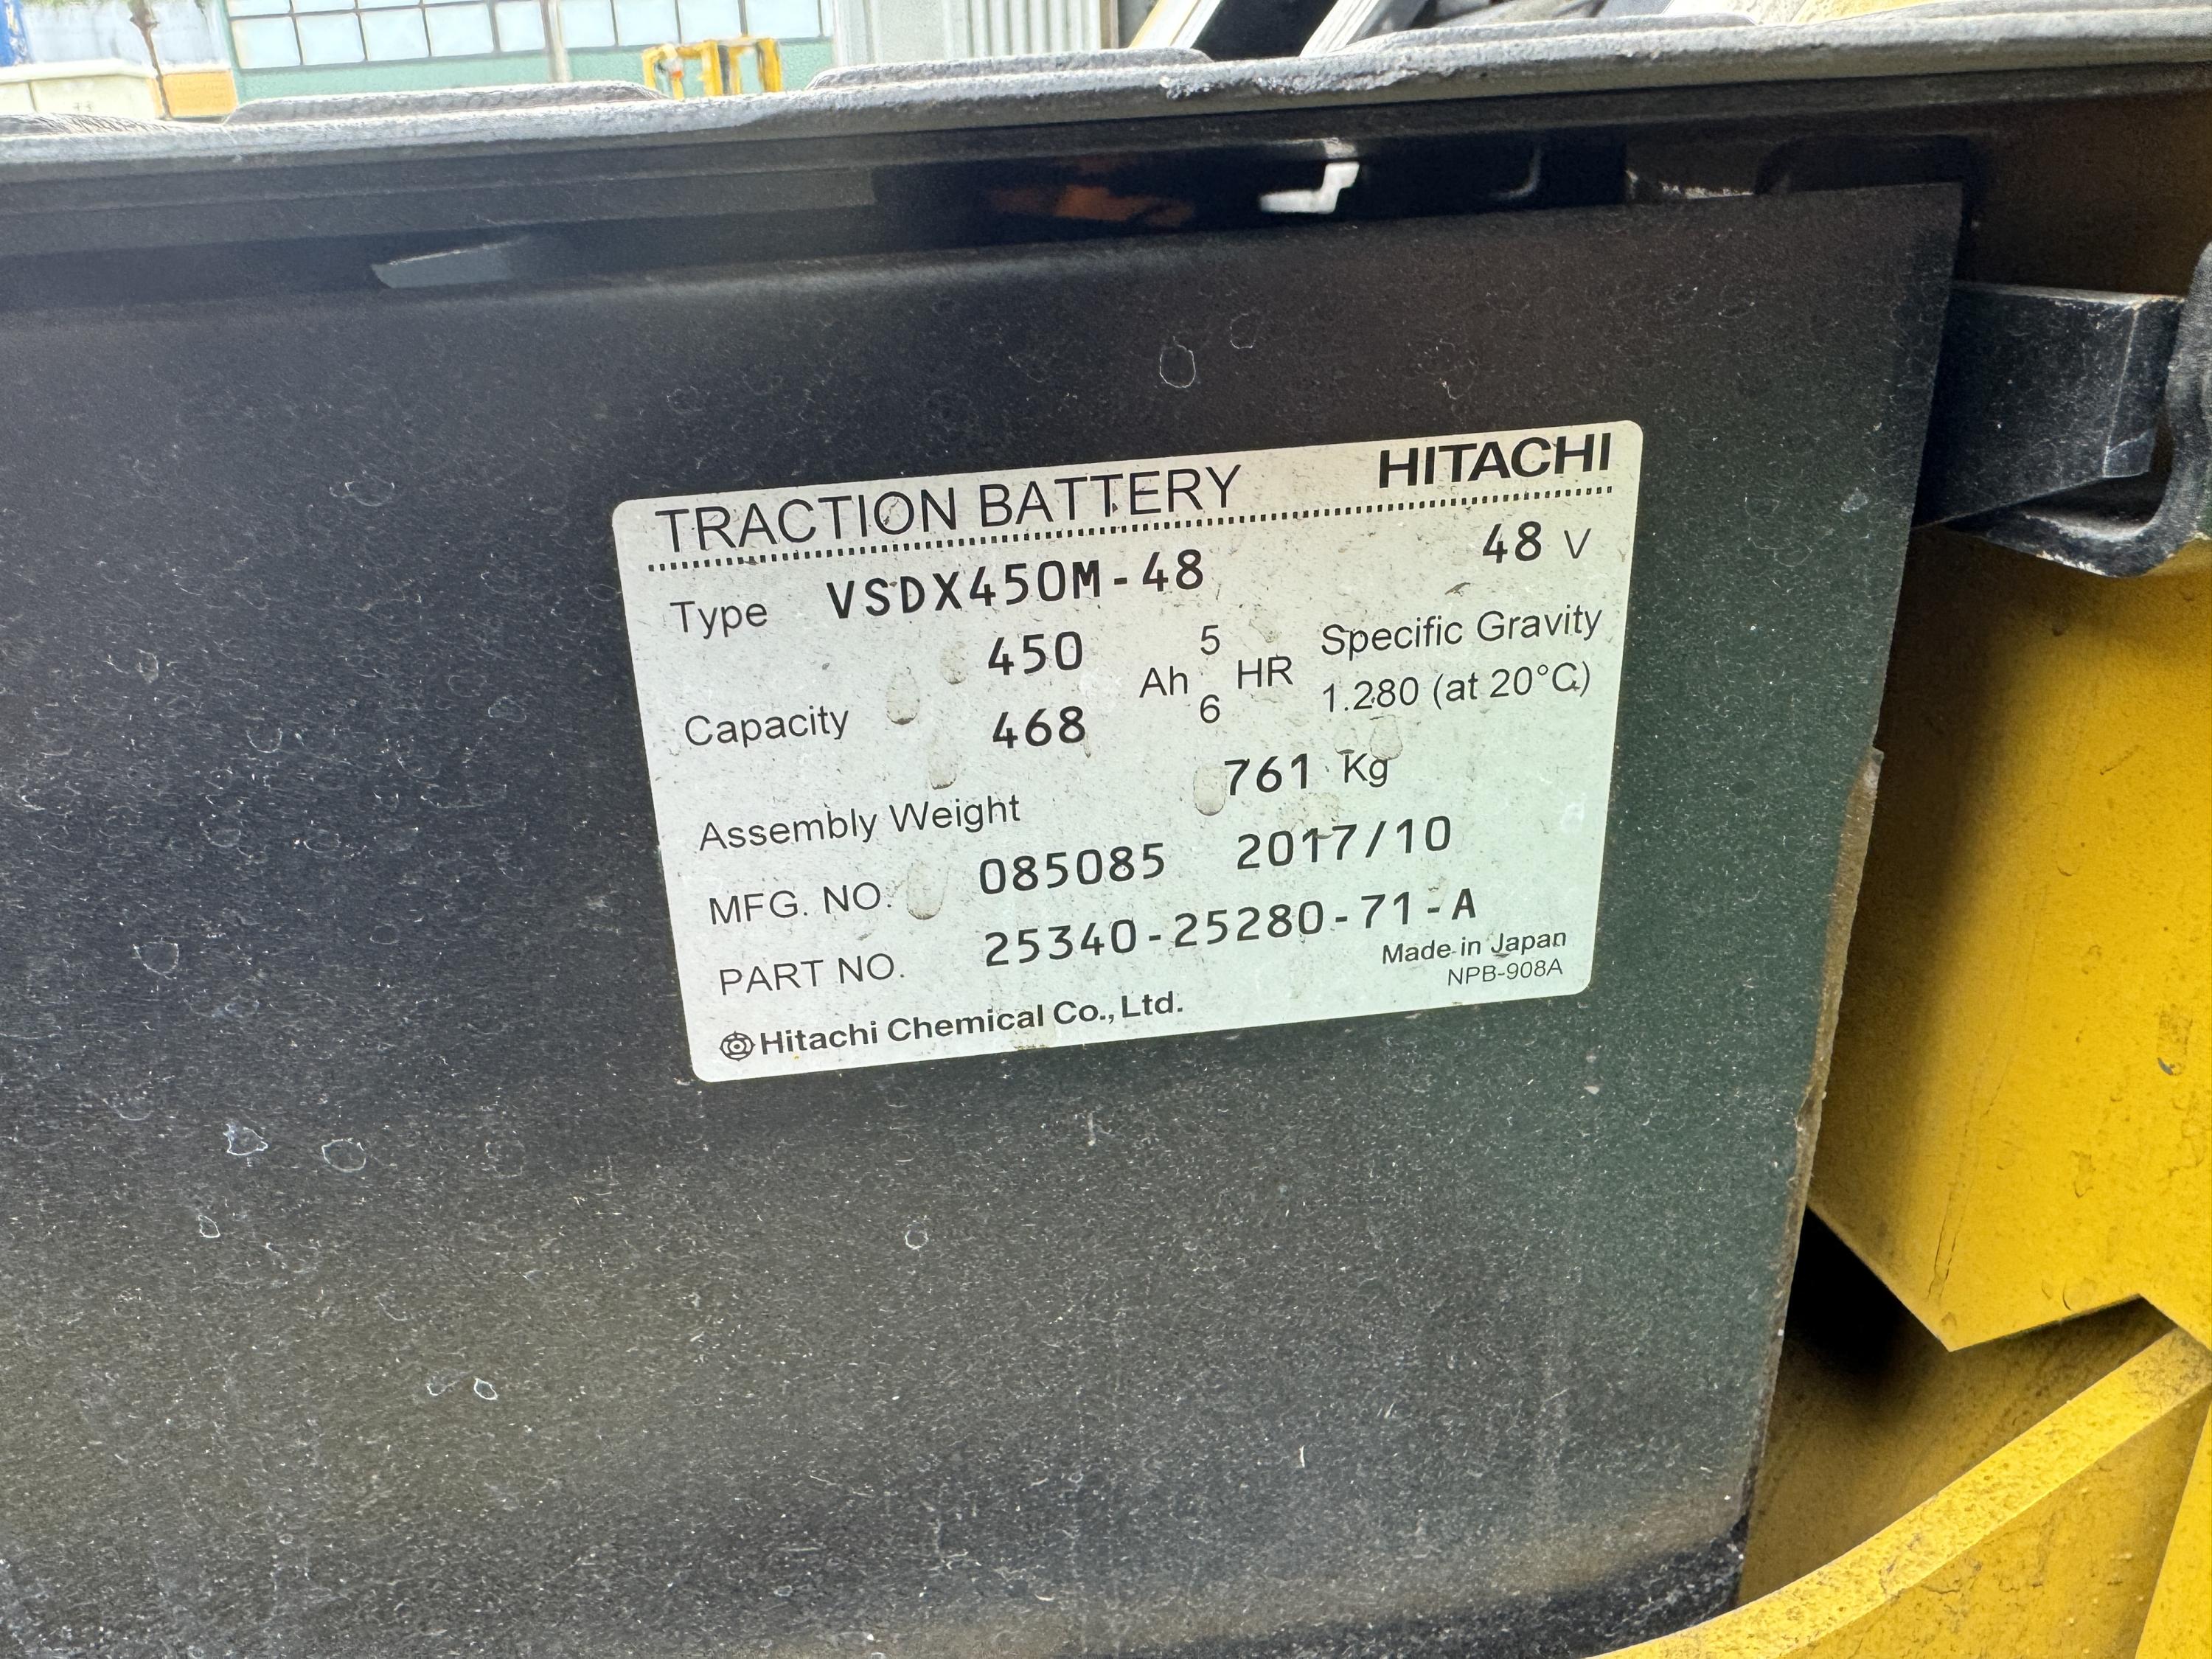 TRACTION BATTERY HITACHI
Type VSDX450M-48 48 V
450 Ah 5 HR Specific Gravity
Capacity 468 6 1.280 (at 20°C)
Assembly Weight 761 Kg
MFG. NO. 085085 2017/10
PART NO. 25340-25280-71-A
Made in Japan
NPB-908A
Hitachi Chemical Co., Ltd.